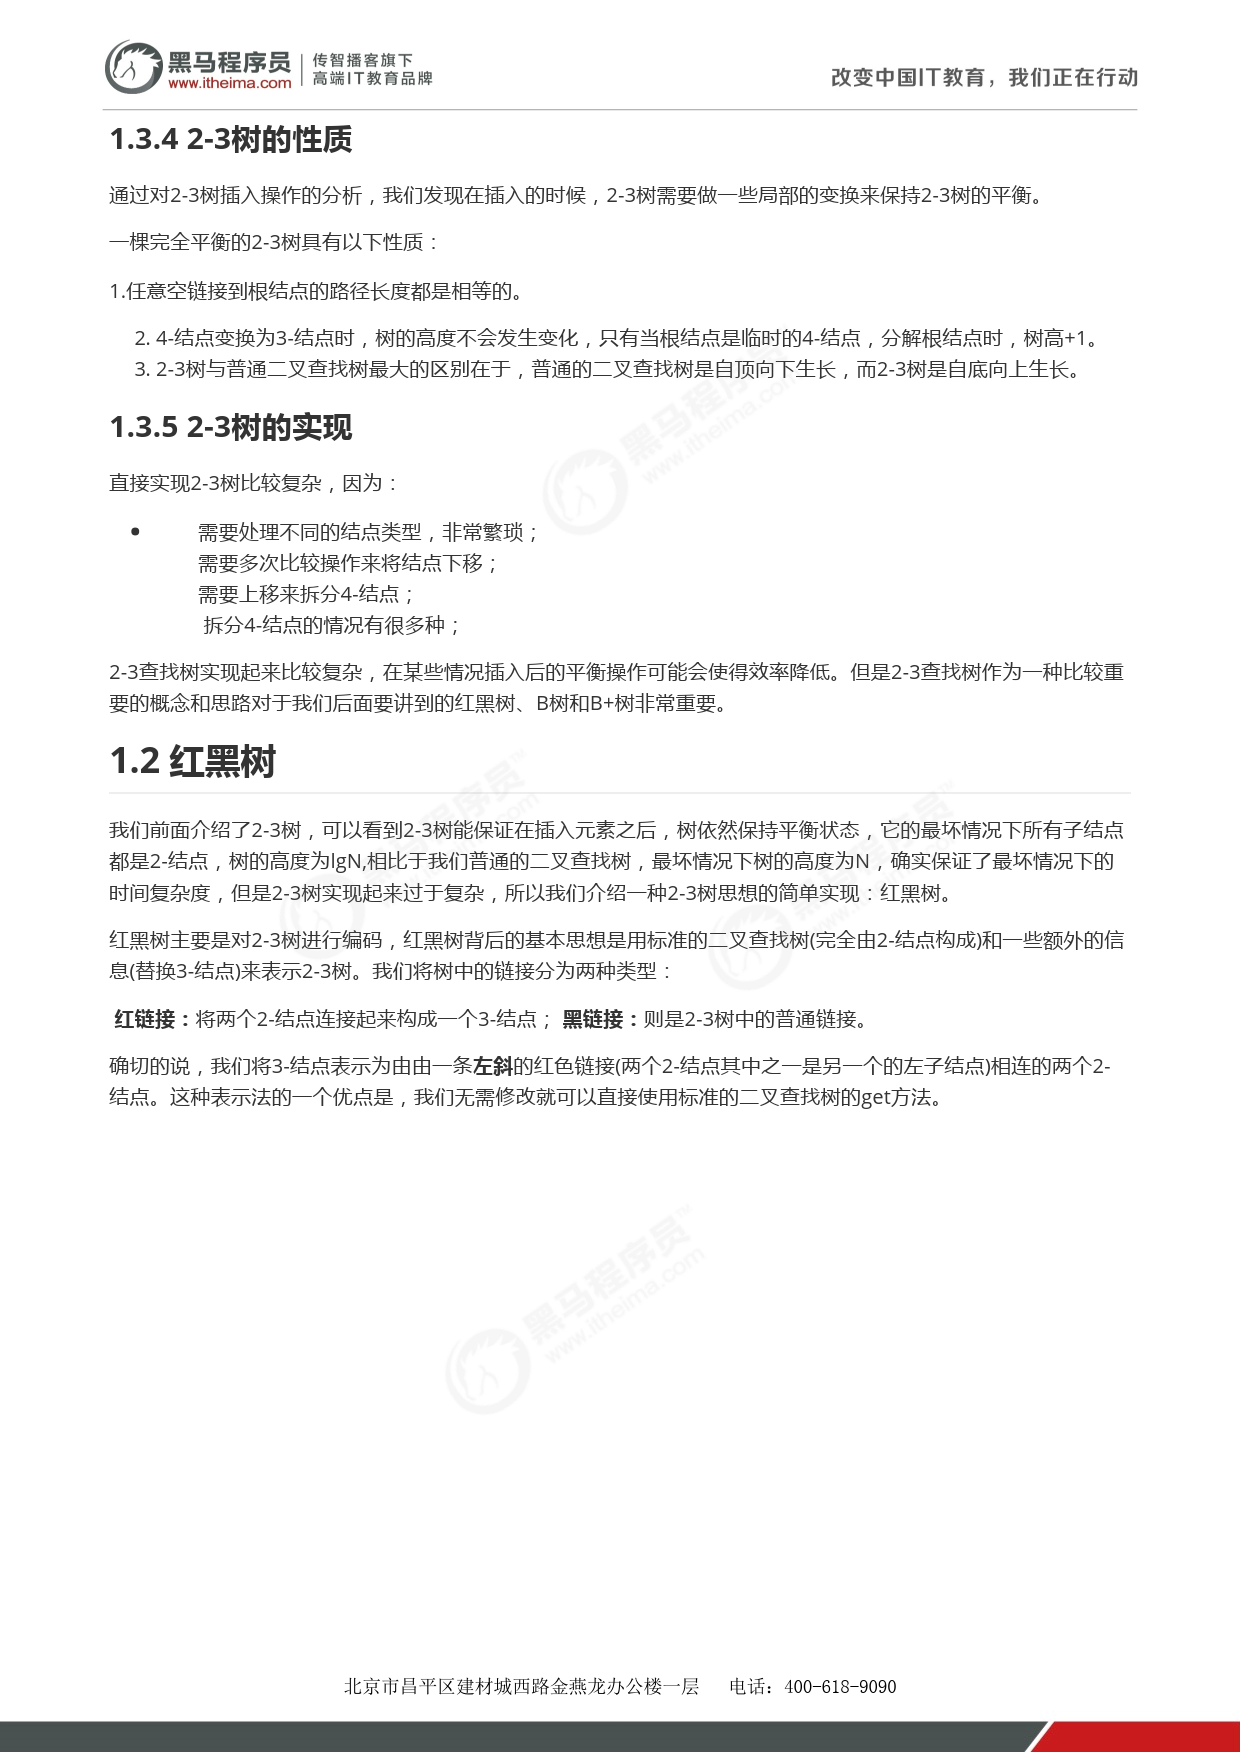 黑马程序员
www.itheima.com
传智播客旗下
高端IT教育品牌
改变中国IT教育，我们正在行动
1.3.4 2-3树的性质
通过对2-3树插入操作的分析，我们发现在插入的时候，2-3树需要做一些局部的变换来保持2-3树的平衡。
一棵完全平衡的2-3树具有以下性质：
1.任意空链接到根结点的路径长度都是相等的。
2. 4-结点变换为3-结点时，树的高度不会发生变化，只有当根结点是临时的4-结点，分解根结点时，树高+1。
3. 2-3树与普通二叉查找树最大的区别在于，普通的二叉查找树是自顶向下生长，而2-3树是自底向上生长。
1.3.5 2-3树的实现
直接实现2-3树比较复杂，因为：
• 需要处理不同的结点类型，非常繁琐；
需要多次比较操作来将结点下移；
需要上移来拆分4-结点；
拆分4-结点的情况有很多种；
2-3查找树实现起来比较复杂，在某些情况插入后的平衡操作可能会使得效率降低。但是2-3查找树作为一种比较重
要的概念和思路对于我们后面要讲到的红黑树、B树和B+树非常重要。
1.2 红黑树
我们前面介绍了2-3树，可以看到2-3树能保证在插入元素之后，树依然保持平衡状态，它的最坏情况下所有子结点
都是2-结点，树的高度为lgN,相比于我们普通的二叉查找树，最坏情况下树的高度为N，确实保证了最坏情况下的
时间复杂度，但是2-3树实现起来过于复杂，所以我们介绍一种2-3树思想的简单实现：红黑树。
红黑树主要是对2-3树进行编码，红黑树背后的基本思想是用标准的二叉查找树(完全由2-结点构成)和一些额外的信
息(替换3-结点)来表示2-3树。我们将树中的链接分为两种类型：
红链接：将两个2-结点连接起来构成一个3-结点； 黑链接：则是2-3树中的普通链接。
确切的说，我们将3-结点表示为由由一条左斜的红色链接(两个2-结点其中之一是另一个的左子结点)相连的两个2-
结点。这种表示法的一个优点是，我们无需修改就可以直接使用标准的二叉查找树的get方法。
黑马程序员
www.itheima.com
黑马程序员™
www.itheima.com
黑马程序员™
www.itheima.com
黑马程序员™
www.itheima.com
北京市昌平区建材城西路金燕龙办公楼一层 电话：400-618-9090